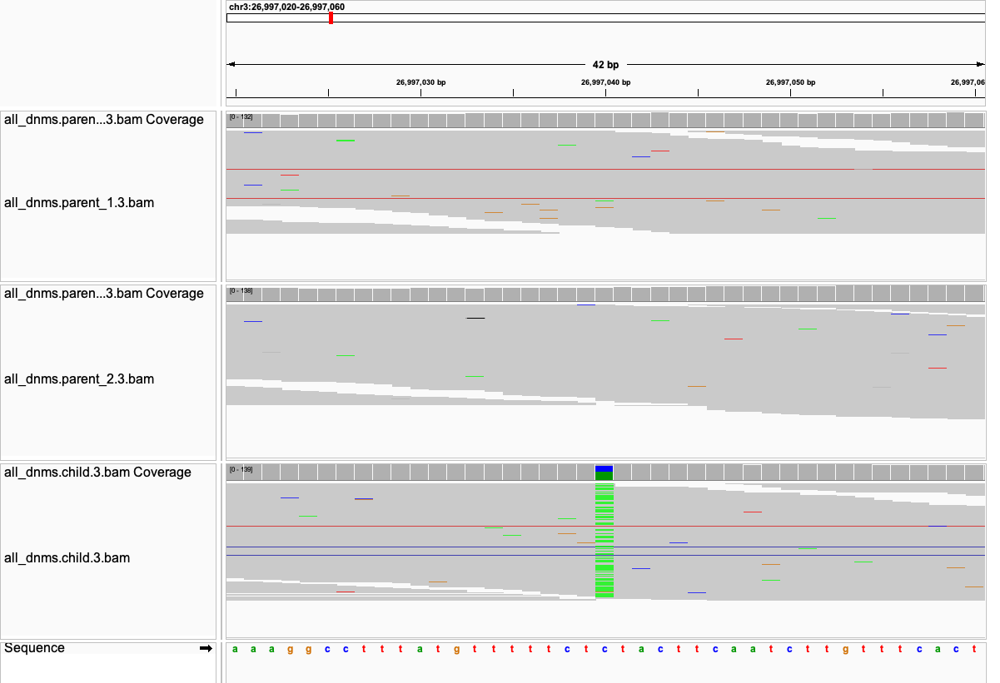 chr3:26,997,020-26,997,060
42 bp
26,997,030 bp 26,997,040 bp 26,997,050 bp 26,997,06
all_dnms.paren...3.bam Coverage
[0 - 132]
all_dnms.parent_1.3.bam
all_dnms.paren...3.bam Coverage
[0 - 138]
all_dnms.parent_2.3.bam
all_dnms.child.3.bam Coverage
[0 - 139]
all_dnms.child.3.bam
Sequence a a a g g c c t t t a t g t t t t t c t c t a c t t c a a t c t t g t t t c a c t